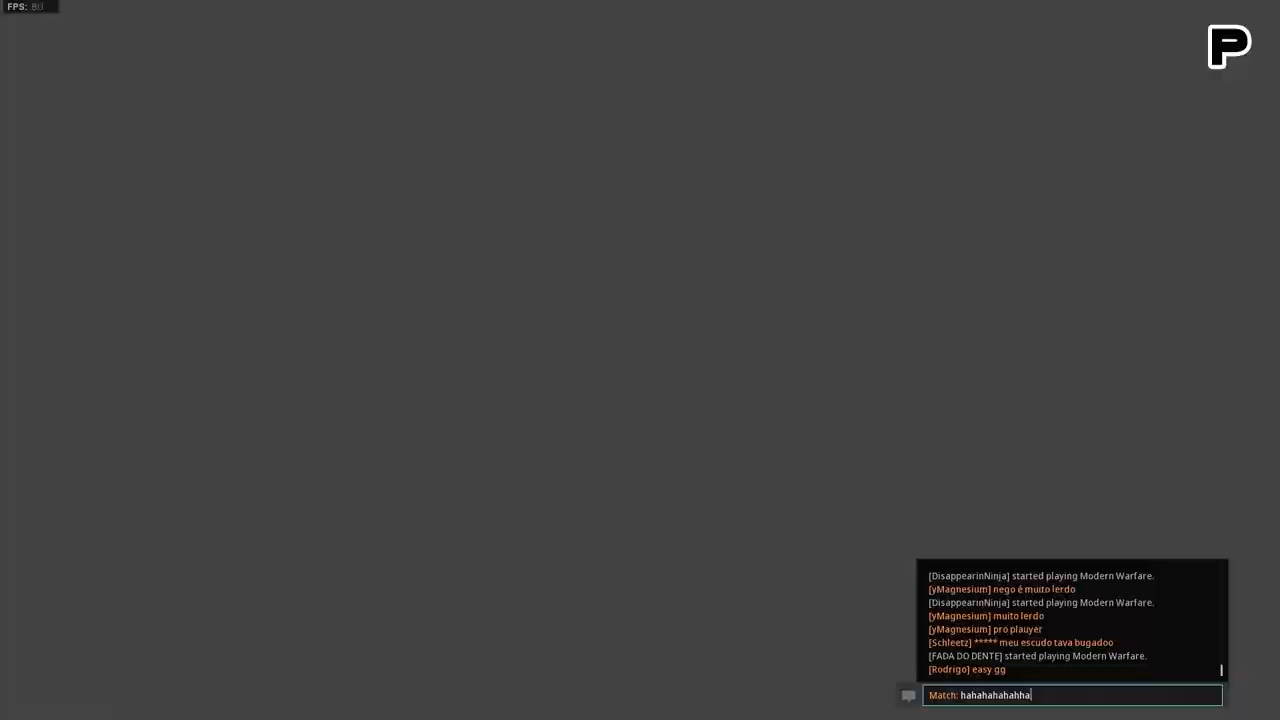 FPS: 80
P
[DisappearinNinja] started playing Modern Warfare.
[yMagnesium] nego é muito lerdo
[DisappearinNinja] started playing Modern Warfare.
[yMagnesium] muito lerdo
[yMagnesium] pro plauyer
[Schleetz] ***** meu escudo tava bugadoo
[FADA DO DENTE] started playing Modern Warfare.
[Rodrigo] easy gg
Match: hahahahahahha